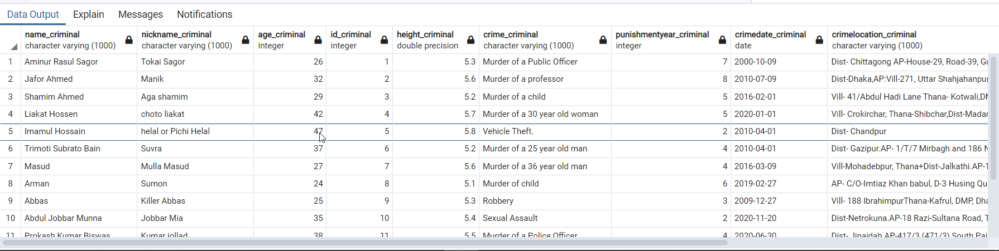 Data Output Explain Messages Notifications
name_criminal nickname_criminal age_criminal id_criminal height_criminal crime_criminal punishmentyear_criminal crimedate_criminal crimelocation_criminal
character varying (1000) character varying (1000) integer integer double precision character varying (1000) integer date character varying (1000)
1 Aminur Rasul Sagor Tokai Sagor 26 1 5.3 Murder of a Public Officer 7 2000-10-09 Dist- Chittagong AP-House-29, Road-39, Gu
2 Jafor Ahmed Manik 32 2 5.6 Murder of a professor 8 2010-07-09 Dist-Dhaka,AP:Vill-271, Uttar Shahjahanpur
3 Shamim Ahmed Aga shamim 29 3 5.2 Murder of a child 5 2016-02-01 Vill- 41/Abdul Hadi Lane Thana- Kotwali,DM
4 Liakat Hossen choto liakat 42 4 5.7 Murder of a 30 year old woman 5 2020-01-01 Vill- Crokirchar, Thana-Shibchar,Dist-Madar
5 Imamul Hossain helal or Pichi Helal 47 5 5.8 Vehicle Theft. 2 2010-04-01 Dist- Chandpur
6 Trimoti Subrato Bain Suvra 37 6 5.2 Murder of a 25 year old man 4 2010-04-01 Dist- Gazipur.AP- 1/T/7 Mirbagh and 186 N
7 Masud Mulla Masud 27 7 5.6 Murder of a 36 year old man 4 2016-03-09 Vill-Mohadebpur, Thana+Dist-Jalkathi.AP-1
8 Arman Sumon 24 8 5.1 Murder of child 6 2019-02-27 AP- C/O-Imtiaz Khan babul, D-3 Husing Qu
9 Abbas Killer Abbas 25 9 5.3 Robbery 3 2009-12-27 Vill- 188 IbrahimpurThana-Kafrul, DMP, Dha
10 Abdul Jobbar Munna Jobbar Mia 35 10 5.4 Sexual Assault 2 2020-11-20 Dist-Netrokuna.AP-18 Razi-Sultana Road, T
11 Prokash Kumar Biswas Kumar jollad 38 11 5.5 Murder of a Police Officer 4 2020-06-30 Dist- Jinaidah AP-417/3 (471/3) South Pai